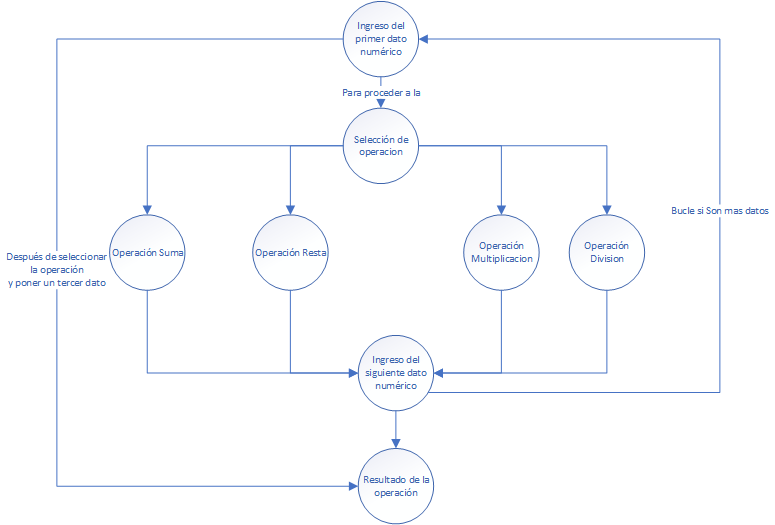 Ingreso del
primer dato
numérico
Para proceder a la
Selección de
operacion
Bucle si Son mas datos
Operación Suma
Operación Resta
Operación
Multiplicacion
Operación
Division
Después de seleccionar
la operación
y poner un tercer dato
Ingreso del
siguiente dato
numérico
Resultado de la
operación